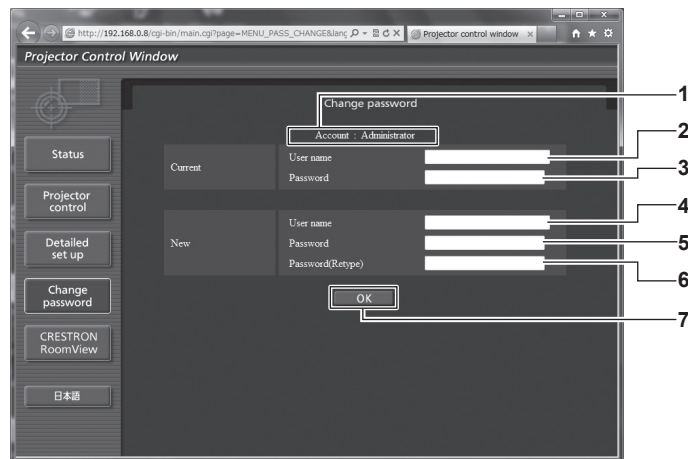 http://192.168.0.8/cgi-bin/main.cgi?page=MENU_PASS_CHANGE&lang
Projector control window
Projector Control Window
Change password
1
Account : Administrator
2
Status
Current
User name
Password
3
Projector
control
4
User name
Detailed
set up
New
Password
5
Password(Retype)
6
Change
password
OK
7
CRESTRON
RoomView
日本語